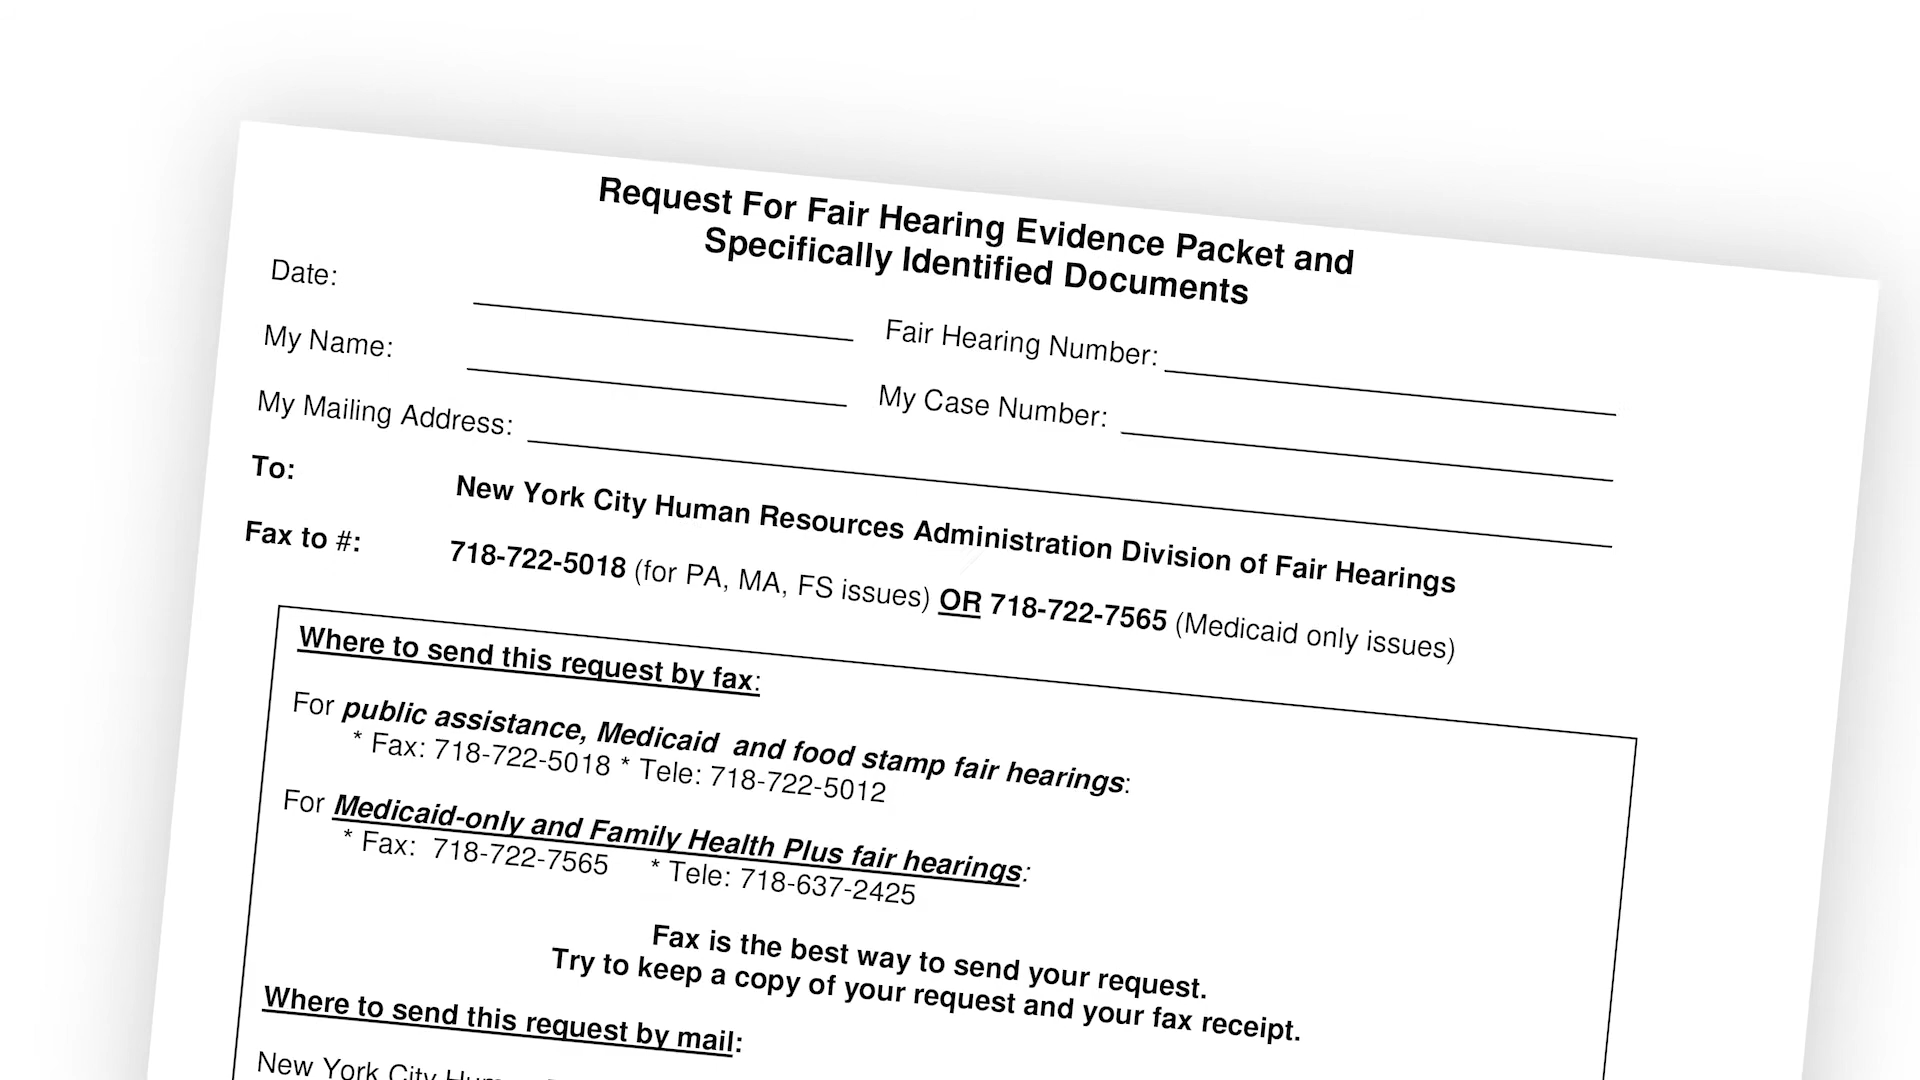 Request For Fair Hearing Evidence Packet and
Specifically Identified Documents
Date:
Fair Hearing Number:
My Name:
My Case Number:
My Mailing Address:
To: New York City Human Resources Administration Division of Fair Hearings
Fax to #: 718-722-5018 (for PA, MA, FS issues) OR 718-722-7565 (Medicaid only issues)
Where to send this request by fax:
For public assistance, Medicaid and food stamp fair hearings:
* Fax: 718-722-5018 * Tele: 718-722-5012
For Medicaid-only and Family Health Plus fair hearings:
* Fax: 718-722-7565 * Tele: 718-637-2425
Fax is the best way to send your request.
Try to keep a copy of your request and your fax receipt.
Where to send this request by mail:
New York City